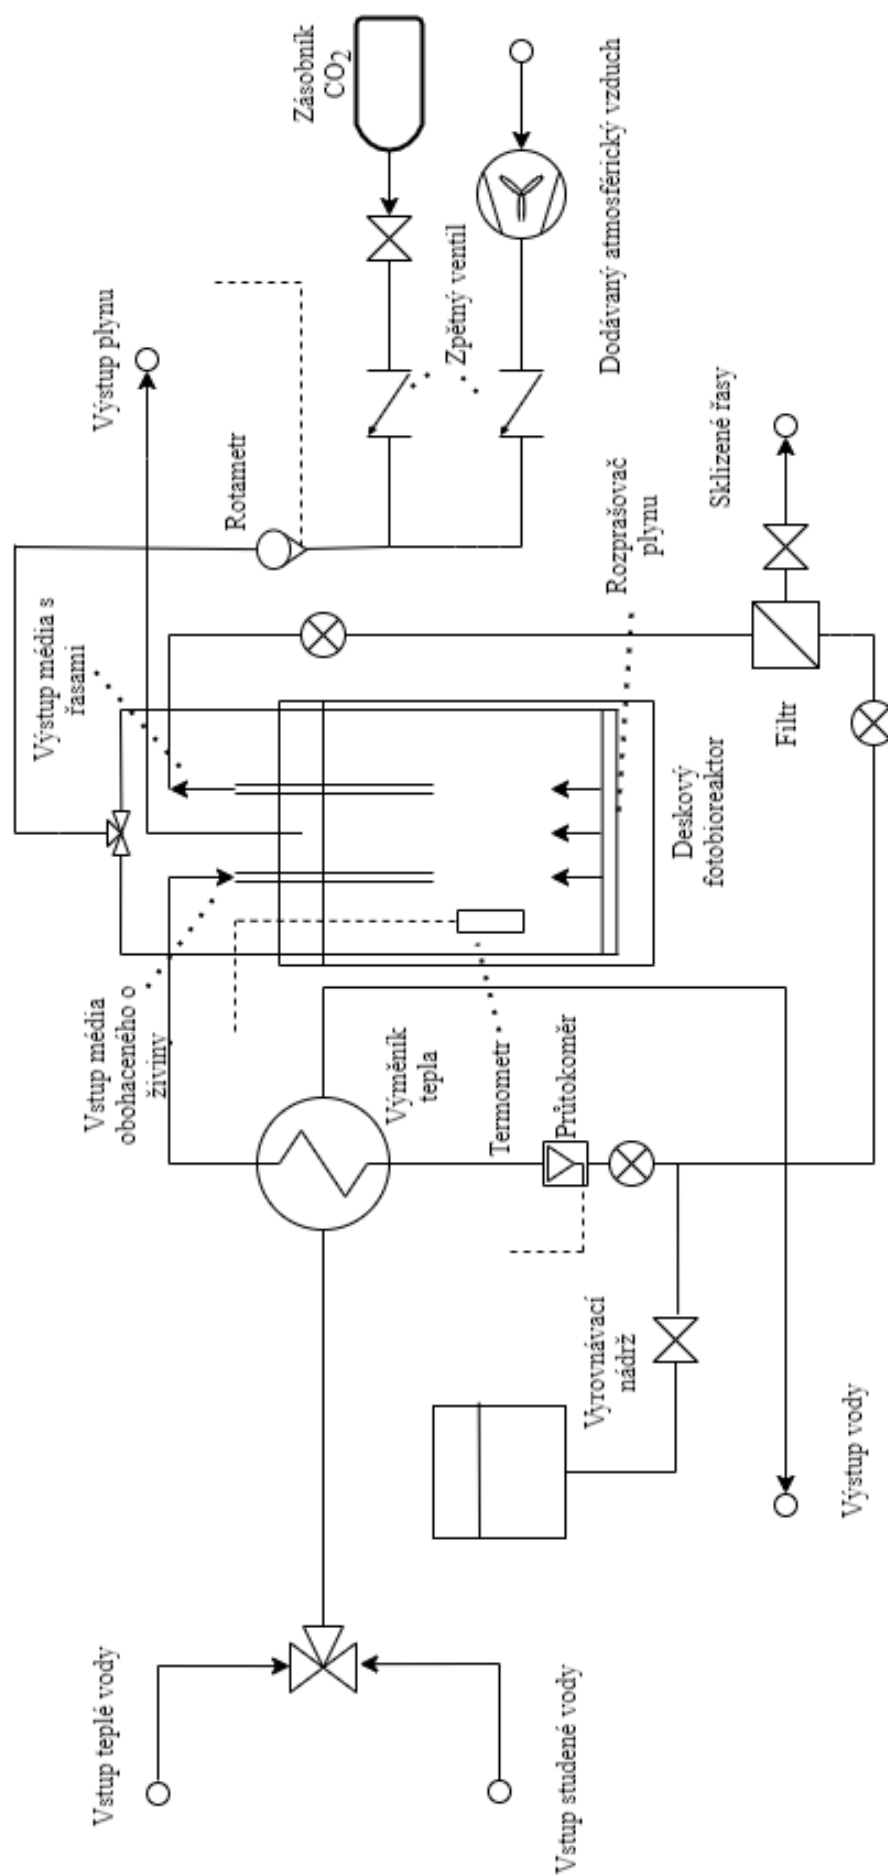 Vstup teplé vody
Vstup studené vody
Výstup vody
Vyrovnávací
nádrž
Vstup média
obohaceného o
živiny
Výměník
tepla
Termometr
Průtokoměr
Výstup média s
řasami
Deskový
fotobioreaktor
Rozprašovač
plynu
Filtr
Sklizené řasy
Výstup plynu
Rotametr
Zpětný ventil
Zásobník
CO2
Dodávaný atmosférický vzduch